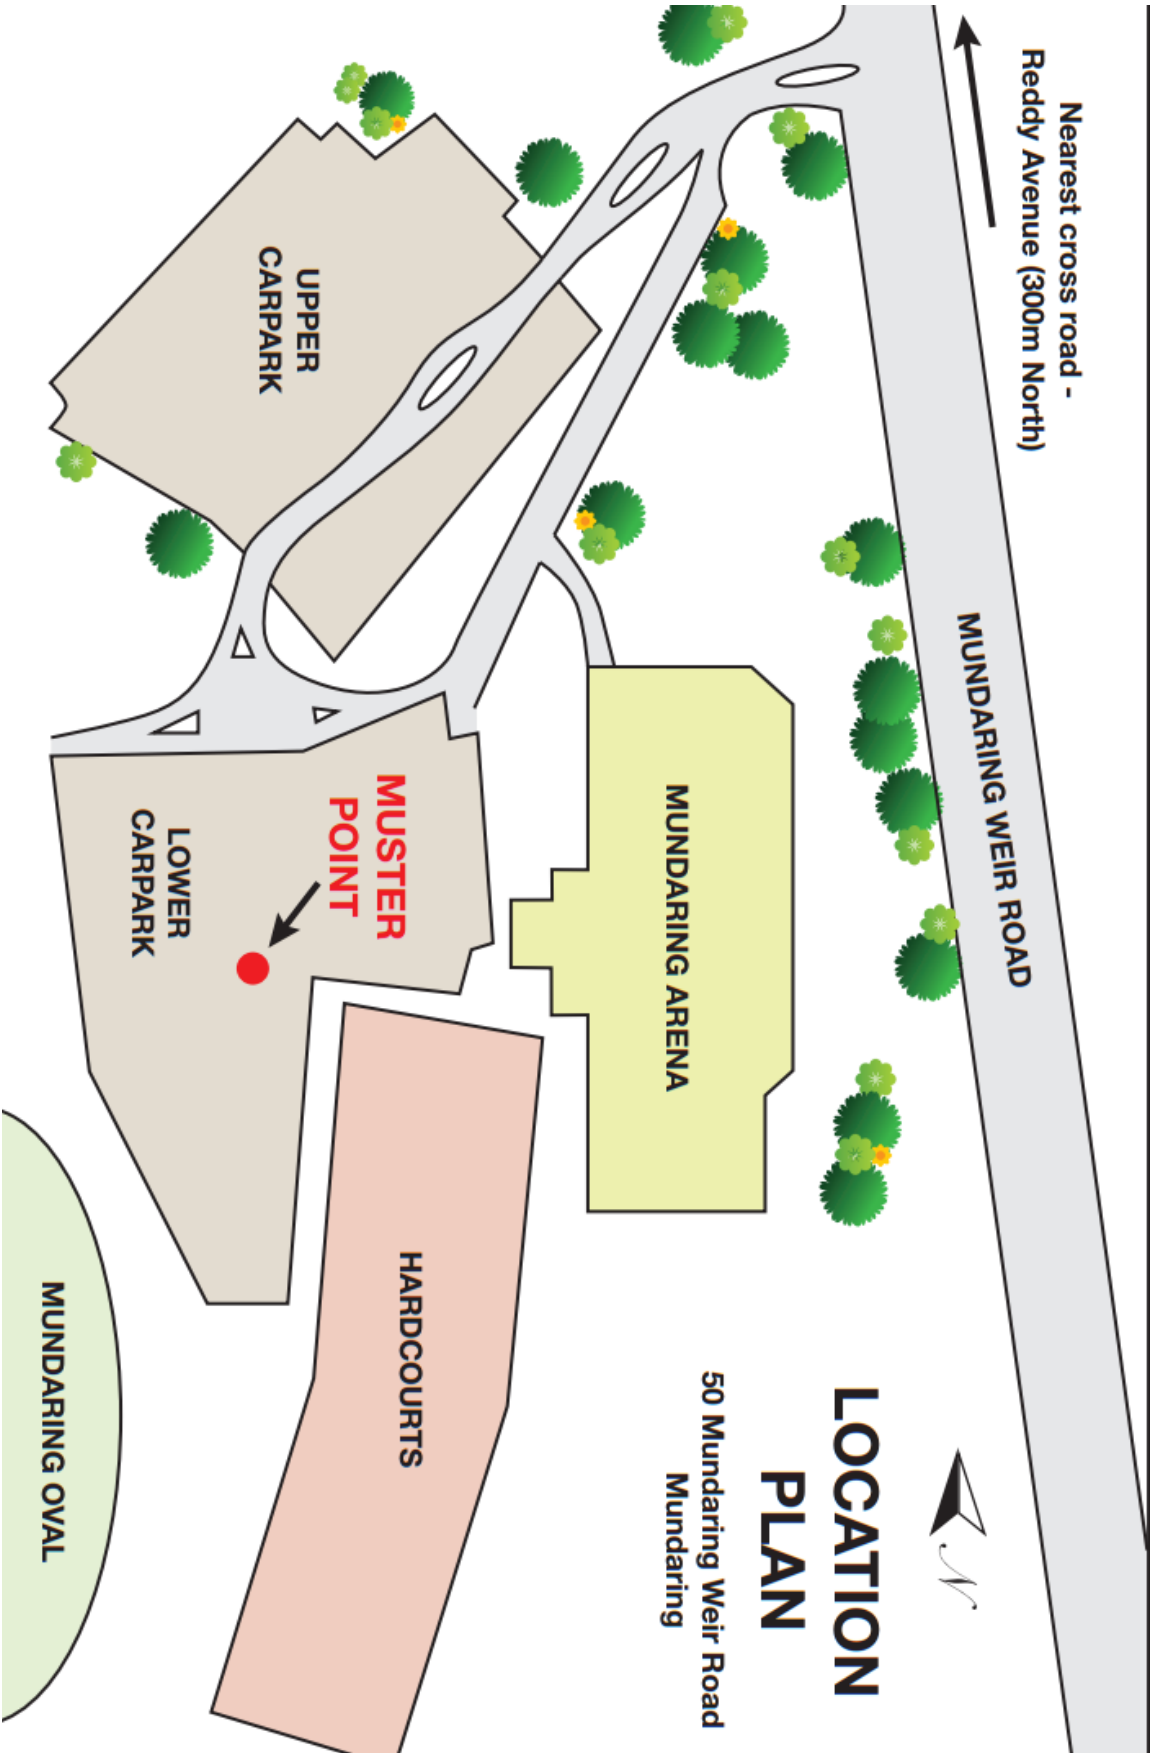 Nearest cross road -
Reddy Avenue (300m North)
MUNDARING WEIR ROAD
UPPER
CARPARK
MUSTER
POINT
LOWER
CARPARK
MUNDARING ARENA
HARDCOURTS
MUNDARING OVAL
LOCATION
PLAN
50 Mundaring Weir Road
Mundaring
N